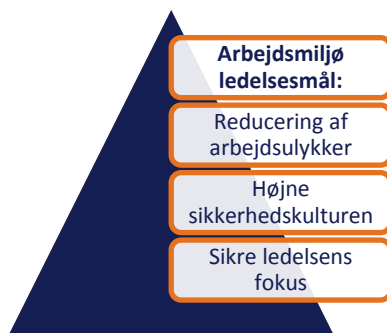 Arbejdsmiljø
ledelsesmål:
Reducering af
arbejdsulykker
Højne
sikkerhedskulturen
Sikre ledelsens
fokus